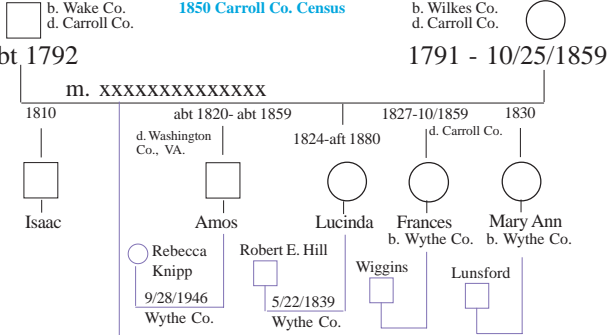 b. Wake Co.
d. Carroll Co.
1850 Carroll Co. Census
b. Wilkes Co.
d. Carroll Co.
1792
1791 - 10/25/1859
m. xxxxxxxxxxxxxx
1810
abt 1820- abt 1859
1827-10/1859
1830
d. Washington
Co., VA.
1824-aft 1880
d. Carroll Co.
Isaac
Amos
Lucinda
Frances
Mary Ann
b. Wythe Co.
b. Wythe Co.
Rebecca
Knipp
Robert E. Hill
Wiggins
Lunsford
9/28/1946
Wythe Co.
5/22/1839
Wythe Co.